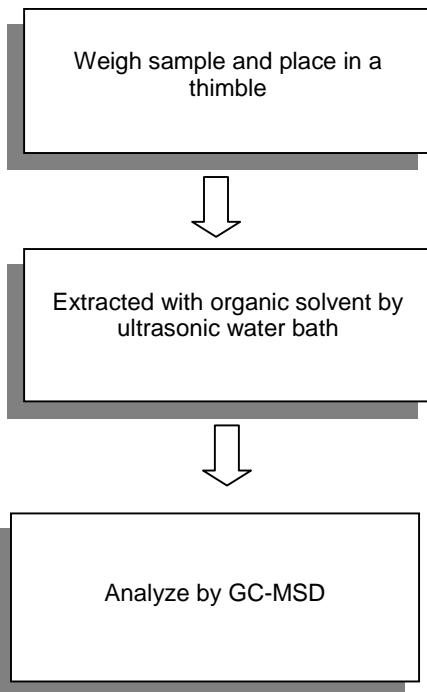 Weigh sample and place in a
thimble
Extracted with organic solvent by
ultrasonic water bath
Analyze by GC-MSD